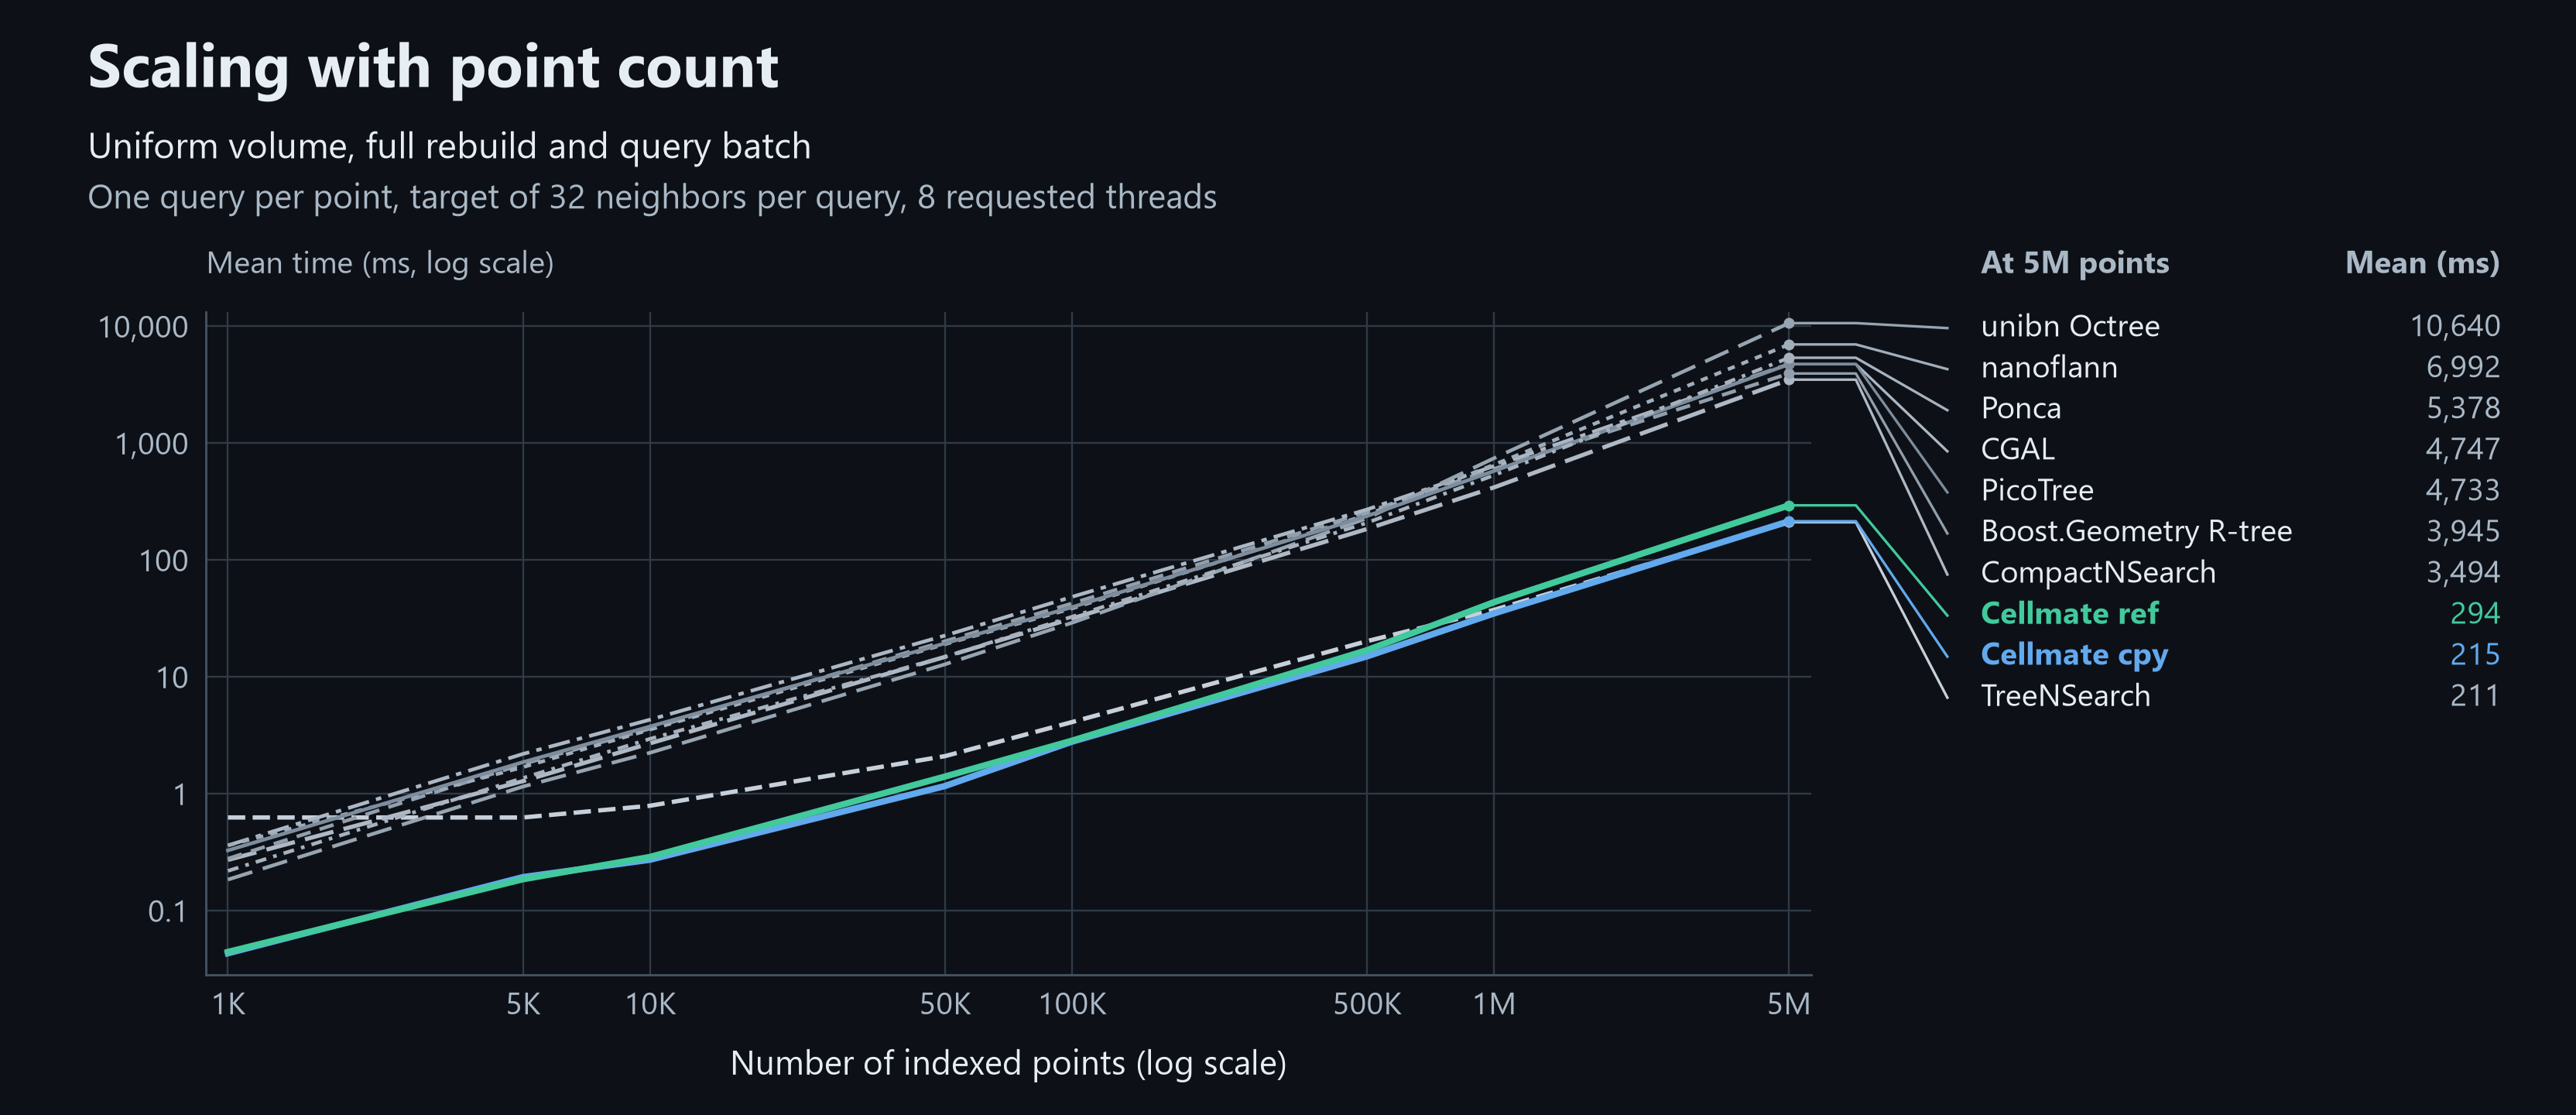 Scaling with point count
Uniform volume, full rebuild and query batch
One query per point, target of 32 neighbors per query, 8 requested threads
Mean time (ms, log scale)
10,000
1,000
100
10
1
0.1
1K 5K 10K 50K 100K 500K 1M 5M
Number of indexed points (log scale)
At 5M points Mean (ms)
unibn Octree 10,640
nanoflann 6,992
Ponca 5,378
CGAL 4,747
PicoTree 4,733
Boost.Geometry R-tree 3,945
CompactNSearch 3,494
Cellmate ref 294
Cellmate cpy 215
TreeNSearch 211